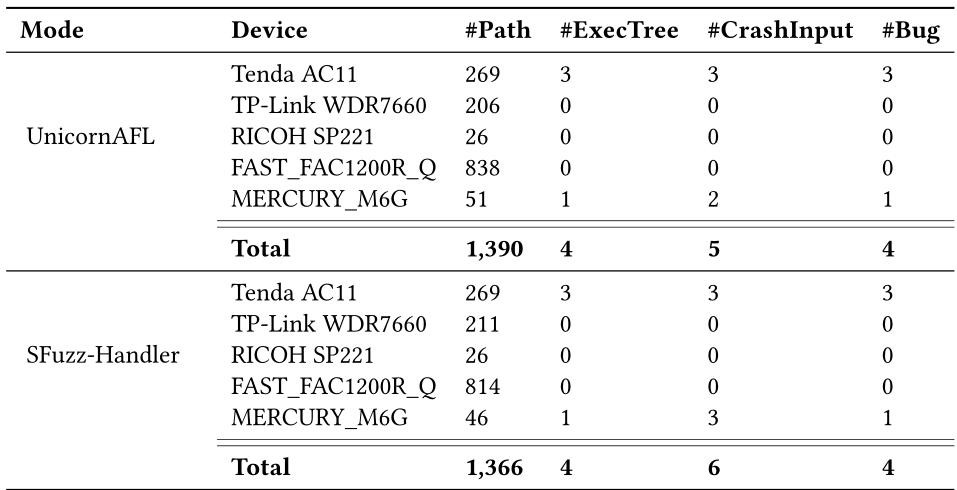 Mode Device #Path #ExecTree #CrashInput #Bug
Tenda AC11 269 3 3 3
TP-Link WDR7660 206 0 0 0
UnicornAFL RICOH SP221 26 0 0 0
FAST_FAC1200R_Q 838 0 0 0
MERCURY_M6G 51 1 2 1
Total 1,390 4 5 4
Tenda AC11 269 3 3 3
TP-Link WDR7660 211 0 0 0
SFuzz-Handler RICOH SP221 26 0 0 0
FAST_FAC1200R_Q 814 0 0 0
MERCURY_M6G 46 1 3 1
Total 1,366 4 6 4